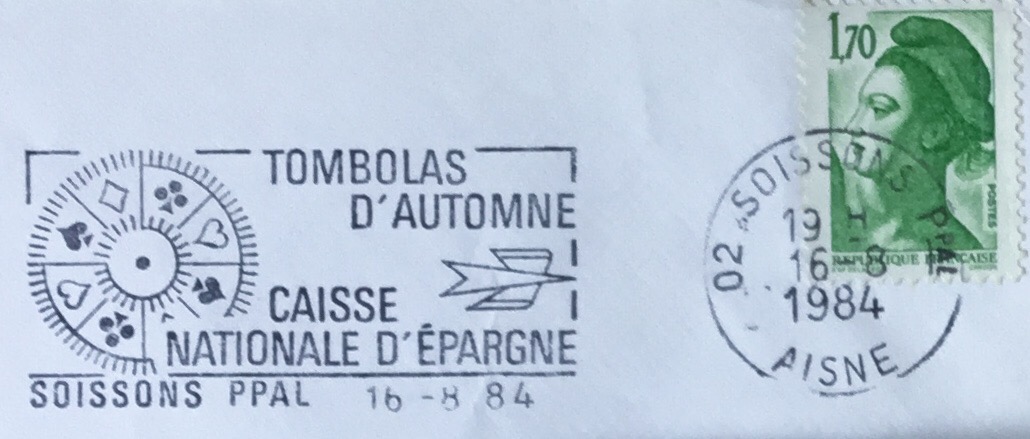 TOMBOLAS
D'AUTOMNE
CAISSE
NATIONALE D'ÉPARGNE
SOISSONS PPAL 16 -8 84
1,70
POSTES
REPUBLIQUE FRANÇAISE
02 SOISSONS PPAL
19 H
16 -8
1984
AISNE